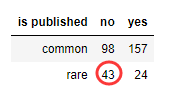 is published no yes
common 98 157
rare 43 24